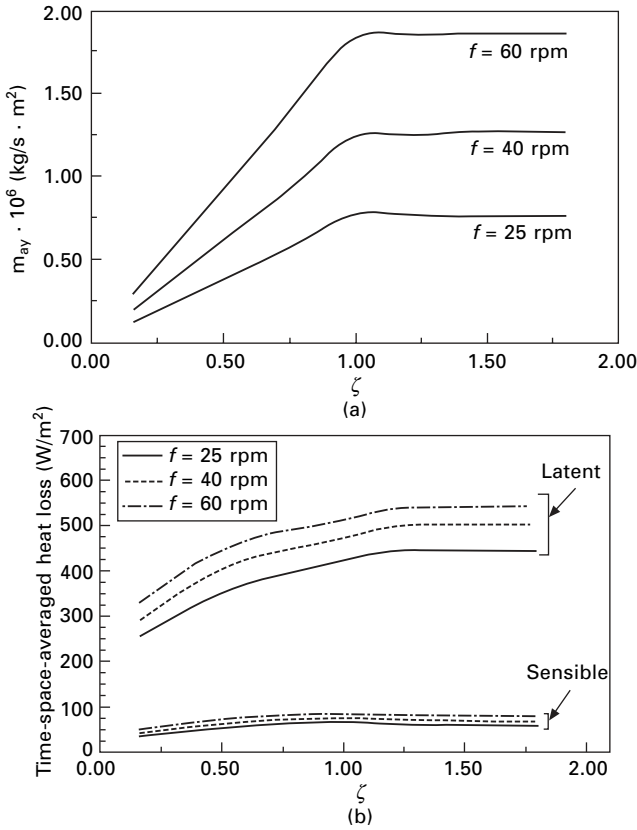 2.00
1.50
1.00
0.50
0.00
m_ay · 10^6 (kg/s · m^2)
f = 60 rpm
f = 40 rpm
f = 25 rpm
0.00 0.50 1.00 1.50 2.00
ζ
(a)
700
600
500
400
300
200
100
0
Time-space-averaged heat loss (W/m^2)
f = 25 rpm
f = 40 rpm
f = 60 rpm
Latent
Sensible
0.00 0.50 1.00 1.50 2.00
ζ
(b)